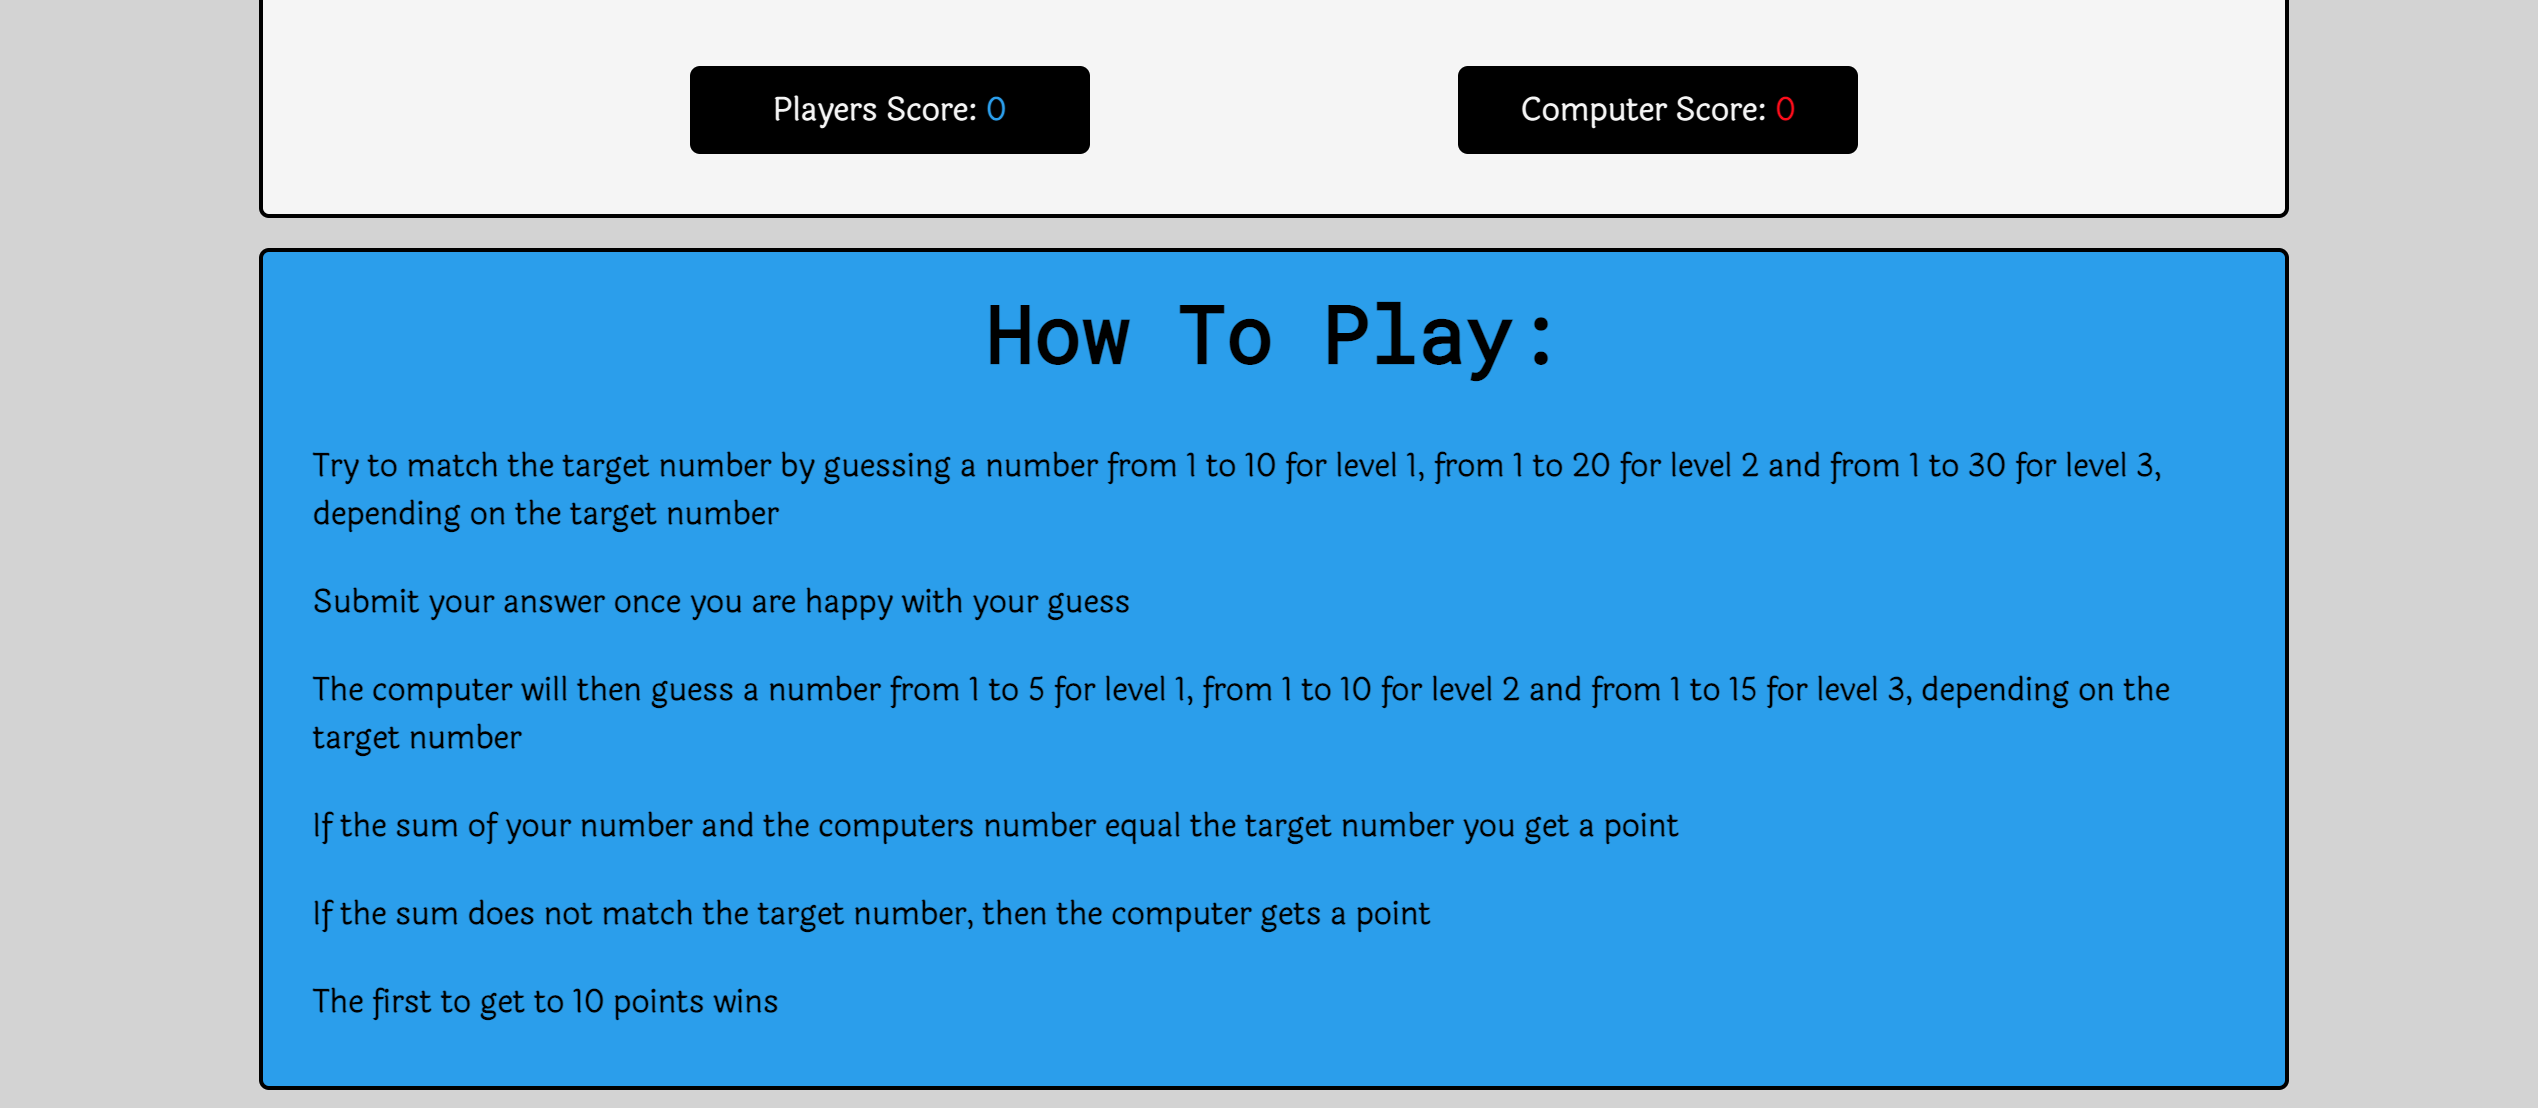 Players Score: 0
Computer Score: 0
How To Play:
Try to match the target number by guessing a number from 1 to 10 for level 1, from 1 to 20 for level 2 and from 1 to 30 for level 3,
depending on the target number
Submit your answer once you are happy with your guess
The computer will then guess a number from 1 to 5 for level 1, from 1 to 10 for level 2 and from 1 to 15 for level 3, depending on the
target number
If the sum of your number and the computers number equal the target number you get a point
If the sum does not match the target number, then the computer gets a point
The first to get to 10 points wins